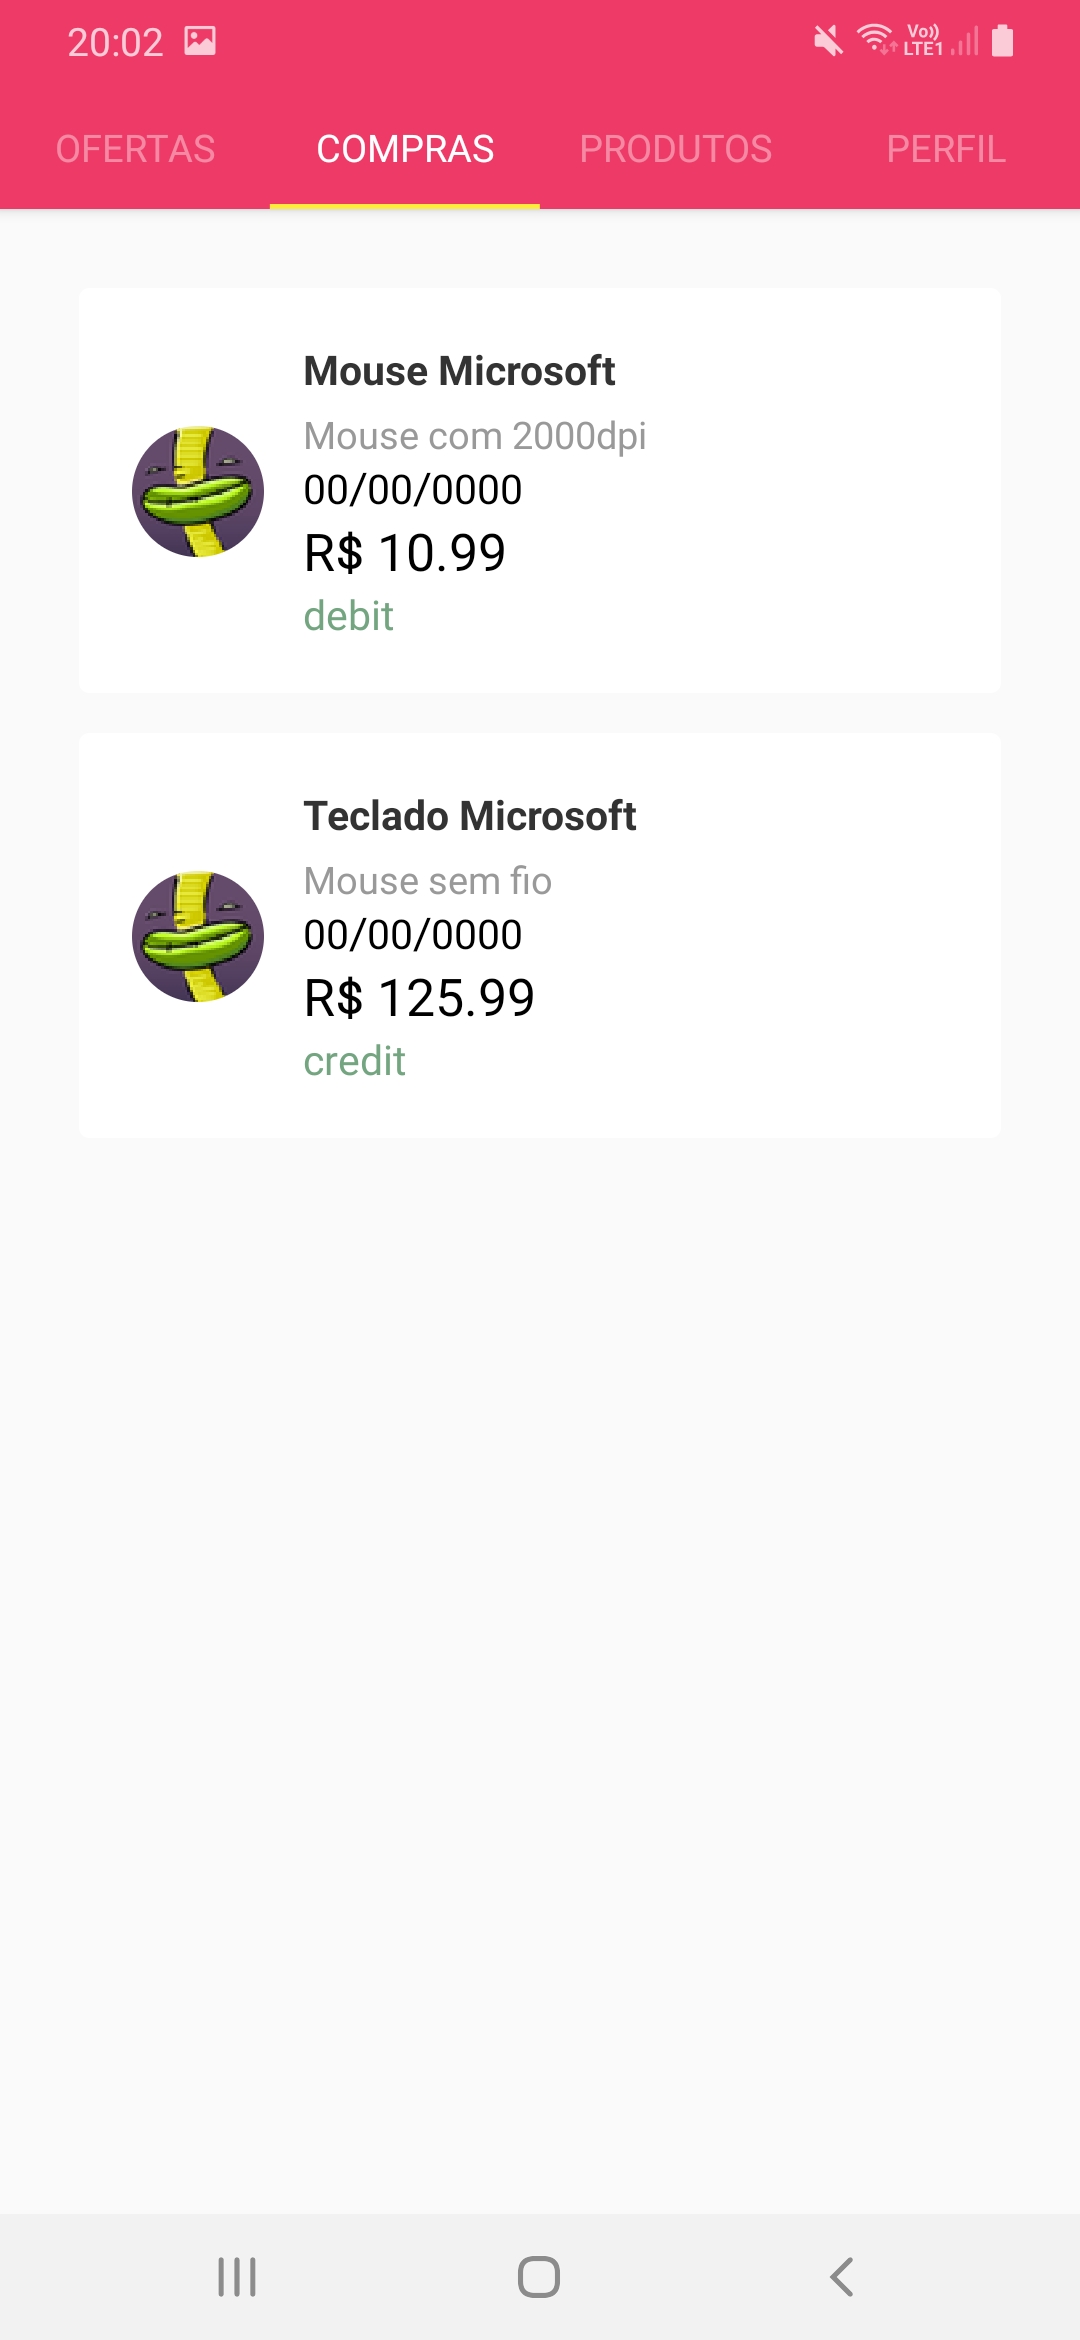 20:02
Vo))
LTE1
OFERTAS COMPRAS PRODUTOS PERFIL
Mouse Microsoft
Mouse com 2000dpi
00/00/0000
R$ 10.99
debit
Teclado Microsoft
Mouse sem fio
00/00/0000
R$ 125.99
credit